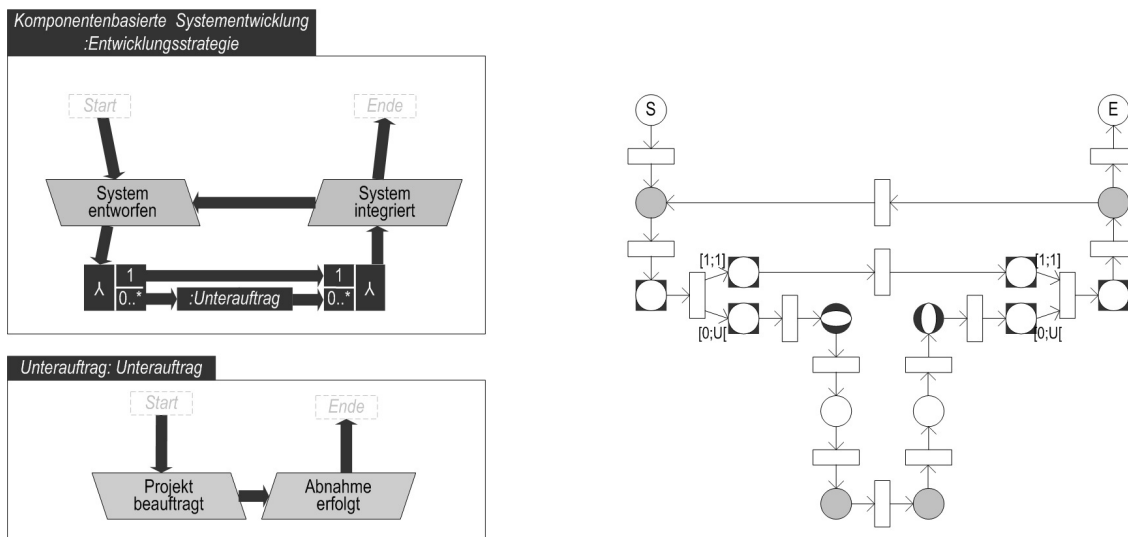 Komponentenbasierte Systementwicklung
:Entwicklungsstrategie
Start
Ende
System
entworfen
System
integriert
1
0..*
:Unterauftrag
1
0..*
Unterauftrag: Unterauftrag
Start
Ende
Projekt
beauftragt
Abnahme
erfolgt
S
E
[1;1]
[1;1]
[0;U[
[0;U[